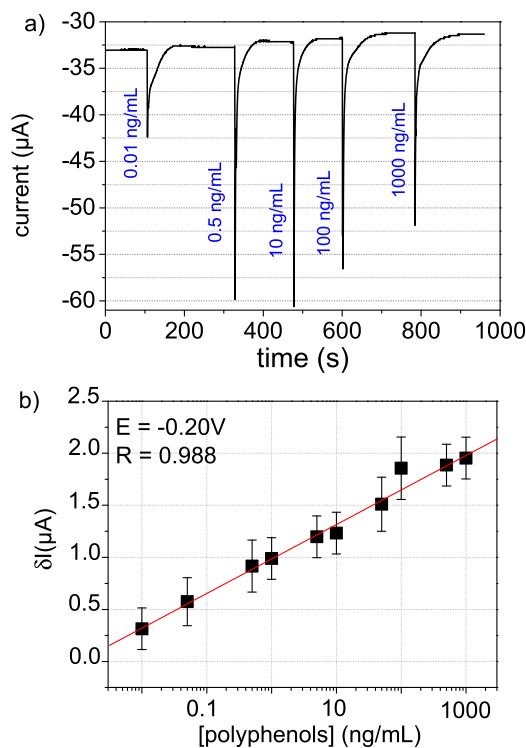 a)
-30
-35
-40
-45
-50
-55
-60
current (µA)
0.01 ng/mL
0.5 ng/mL
10 ng/mL
100 ng/mL
1000 ng/mL
0 200 400 600 800 1000
time (s)
b)
2.5
2.0
1.5
1.0
0.5
0.0
δI(µA)
E = -0.20V
R = 0.988
0.1 10 1000
[polyphenols] (ng/mL)